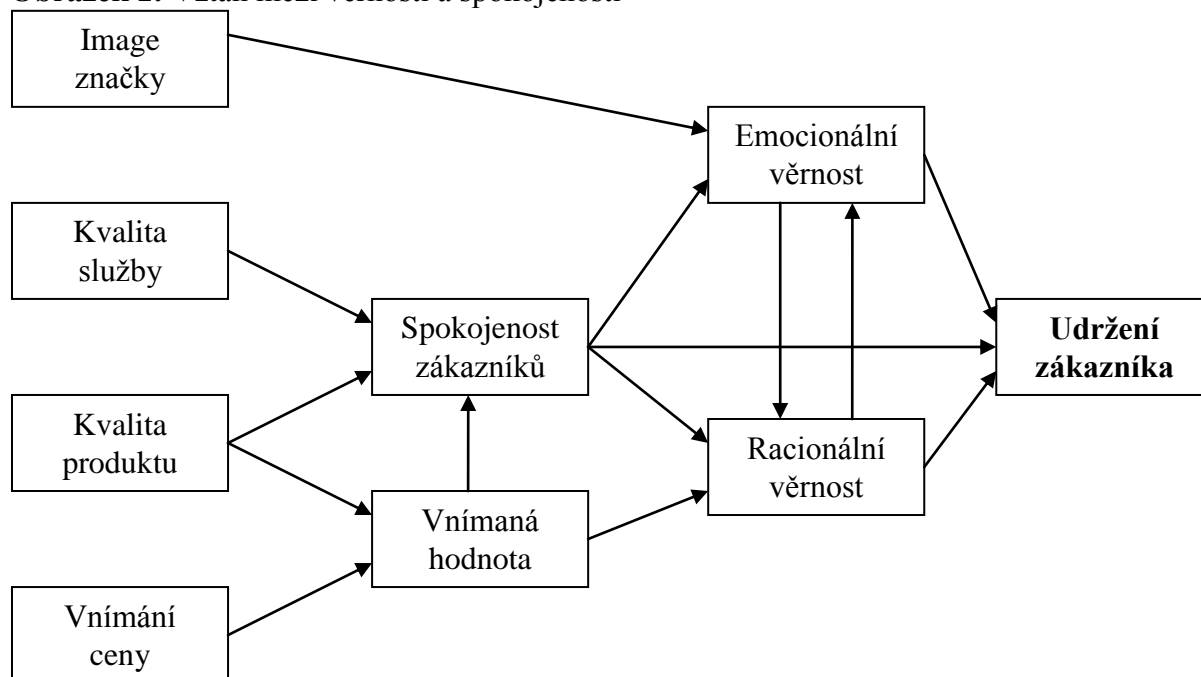 Image
značky
Emocionální
věrnost
Kvalita
služby
Spokojenost
zákazníků
Udržení
zákazníka
Kvalita
produktu
Racionální
věrnost
Vnímaná
hodnota
Vnímání
ceny